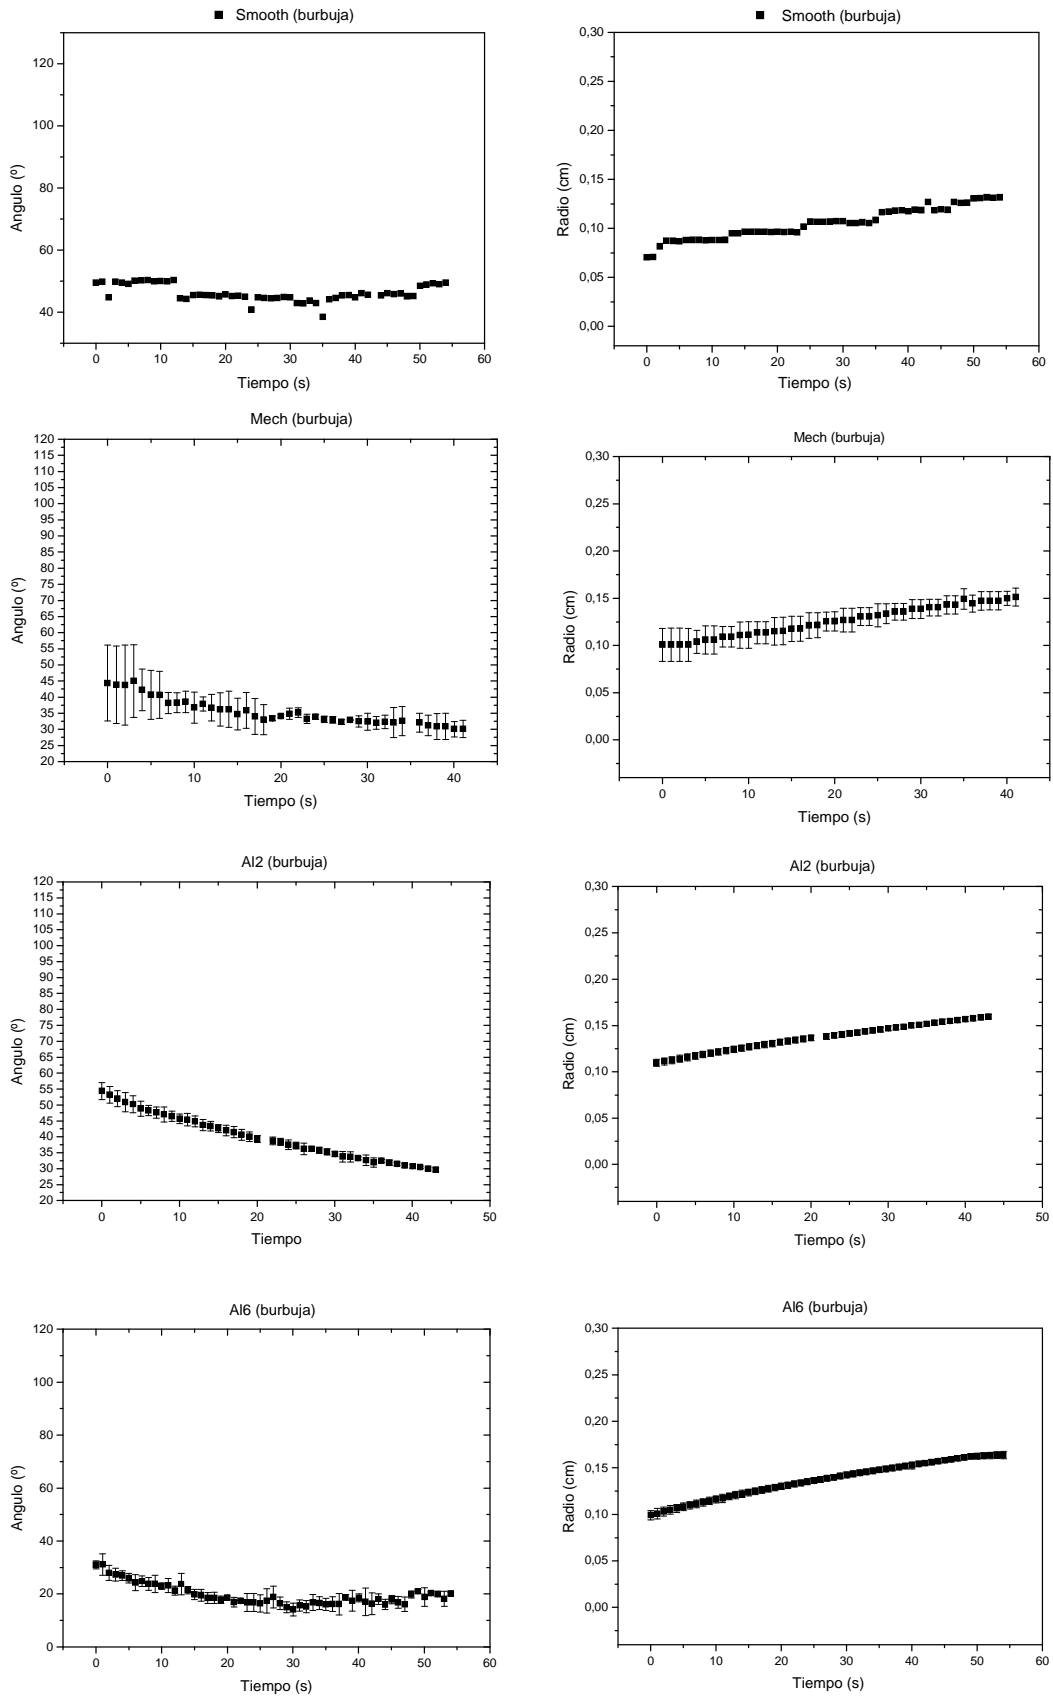 ■ Smooth (burbuja)
120
100
80
60
40
0 10 20 30 40 50 60
Angulo (º)
Tiempo (s)
■ Smooth (burbuja)
0,30
0,25
0,20
0,15
0,10
0,05
0,00
0 10 20 30 40 50 60
Radio (cm)
Tiempo (s)
Mech (burbuja)
120
115
110
105
100
95
90
85
80
75
70
65
60
55
50
45
40
35
30
25
20
0 10 20 30 40
Angulo (º)
Tiempo (s)
Mech (burbuja)
0,30
0,25
0,20
0,15
0,10
0,05
0,00
0 10 20 30 40
Radio (cm)
Tiempo (s)
Al2 (burbuja)
120
115
110
105
100
95
90
85
80
75
70
65
60
55
50
45
40
35
30
25
20
0 10 20 30 40 50
Angulo (º)
Tiempo
Al2 (burbuja)
0,30
0,25
0,20
0,15
0,10
0,05
0,00
0 10 20 30 40 50
Radio (cm)
Tiempo (s)
Al6 (burbuja)
120
100
80
60
40
20
0
0 10 20 30 40 50 60
Angulo (º)
Tiempo (s)
Al6 (burbuja)
0,30
0,25
0,20
0,15
0,10
0,05
0,00
0 10 20 30 40 50 60
Radio (cm)
Tiempo (s)